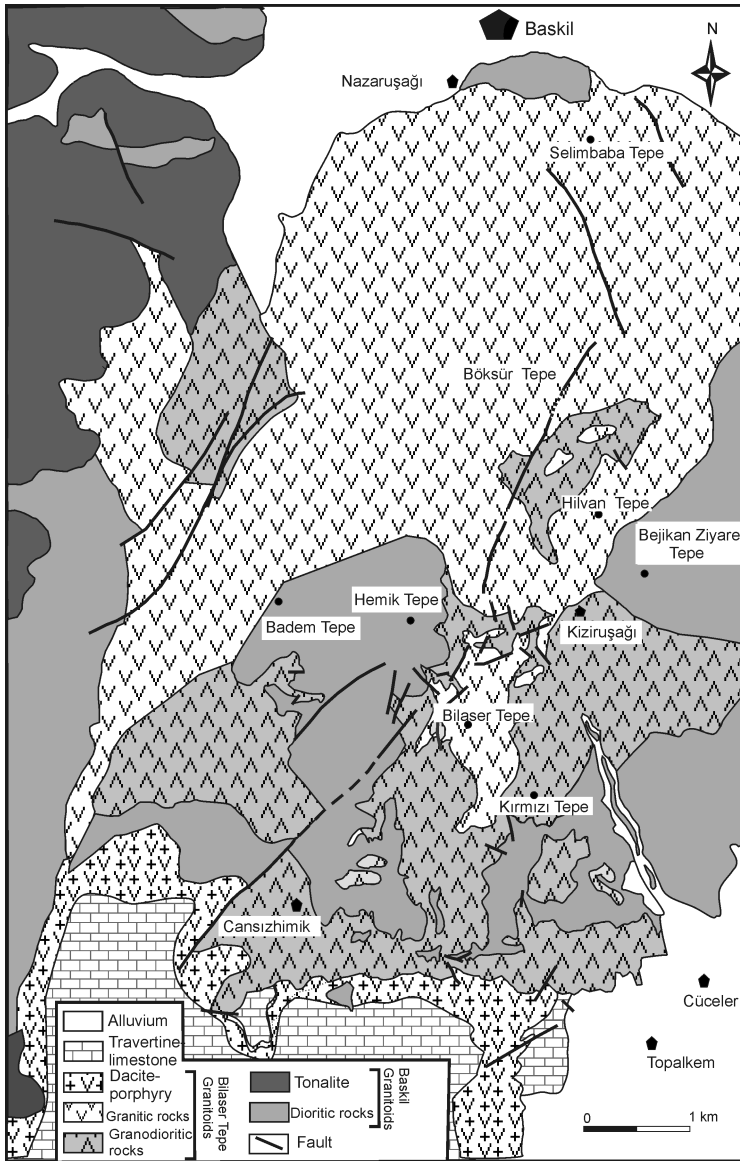 Baskil
N
Nazaruşağı
Selimbaba Tepe
Böksür Tepe
Hilvan Tepe
Bejikan Ziyare
Tepe
Hemik Tepe
Badem Tepe
Kiziruşağı
Bilaser Tepe
Kırmızı Tepe
Cansızhimik
Cüceler
Topalkem
Alluvium
Travertine-
limestone
Dacite-
porphyry
Granitic rocks
Granodioritic
rocks
Bilaser Tepe
Granitoids
Tonalite
Dioritic rocks
Baskil
Granitoids
Fault
0 1 km